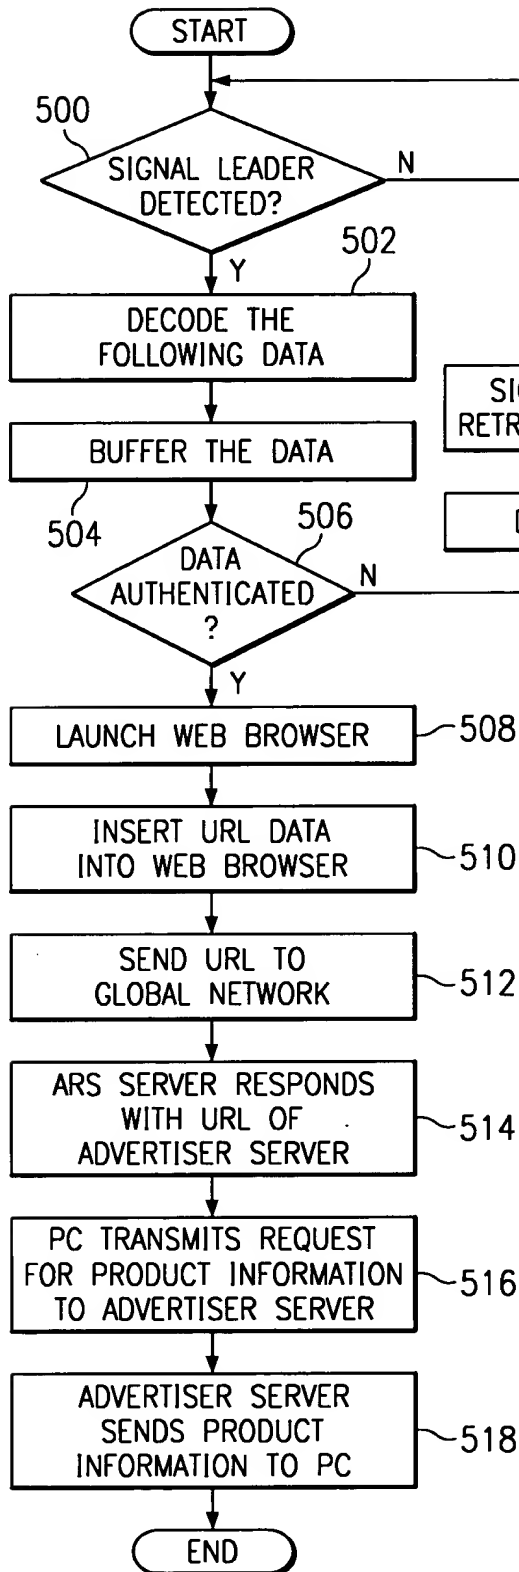 START
500
SIGNAL LEADER
DETECTED?
N
Y
502
DECODE THE
FOLLOWING DATA
BUFFER THE DATA
504
506
DATA
AUTHENTICATED
?
N
Y
LAUNCH WEB BROWSER
508
INSERT URL DATA
INTO WEB BROWSER
510
SEND URL TO
GLOBAL NETWORK
512
ARS SERVER RESPONDS
WITH URL OF
ADVERTISER SERVER
514
PC TRANSMITS REQUEST
FOR PRODUCT INFORMATION
TO ADVERTISER SERVER
516
ADVERTISER SERVER
SENDS PRODUCT
INFORMATION TO PC
518
END